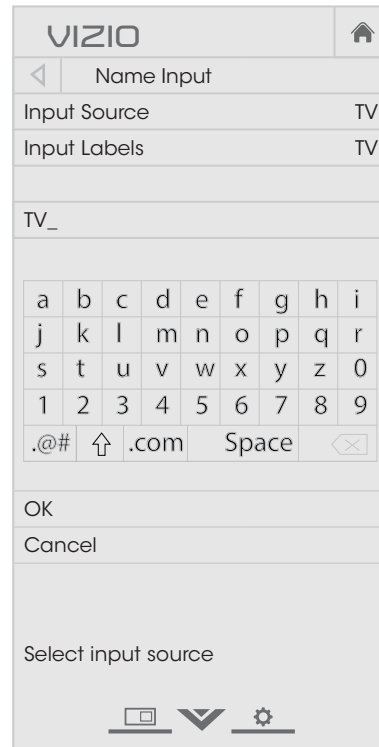 VIZIO
Name Input
Input Source TV
Input Labels TV
TV_
a b c d e f g h i
j k l m n o p q r
s t u v w x y z 0
1 2 3 4 5 6 7 8 9
.@# .com Space
OK
Cancel
Select input source